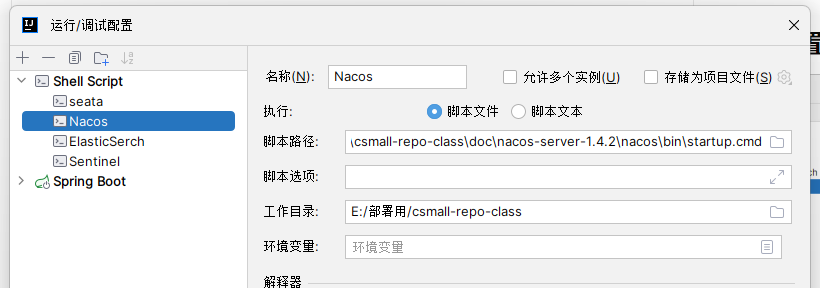 运行/调试配置
Shell Script
seata
Nacos
ElasticSerch
Sentinel
Spring Boot
名称(N): Nacos 允许多个实例(U) 存储为项目文件(S)
执行: 脚本文件 脚本文本
脚本路径: \csmall-repo-class\doc\nacos-server-1.4.2\nacos\bin\startup.cmd
脚本选项:
工作目录: E:/部署用/csmall-repo-class
环境变量: 环境变量
解释器